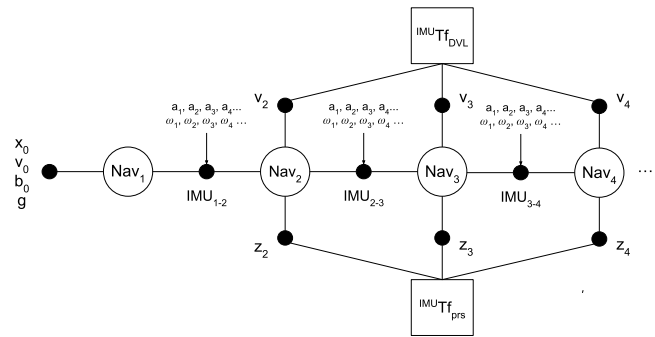 ᴵᴹᵁTf_DVL
v₂
v₃
v₄
a₁, a₂, a₃, a₄...
ω₁, ω₂, ω₃, ω₄ ...
a₁, a₂, a₃, a₄...
ω₁, ω₂, ω₃, ω₄ ...
a₁, a₂, a₃, a₄...
ω₁, ω₂, ω₃, ω₄ ...
x₀
v₀
b₀
g
Nav₁
IMU₁₋₂
Nav₂
IMU₂₋₃
Nav₃
IMU₃₋₄
Nav₄
...
z₂
z₃
z₄
ᴵᴹᵁTf_prs